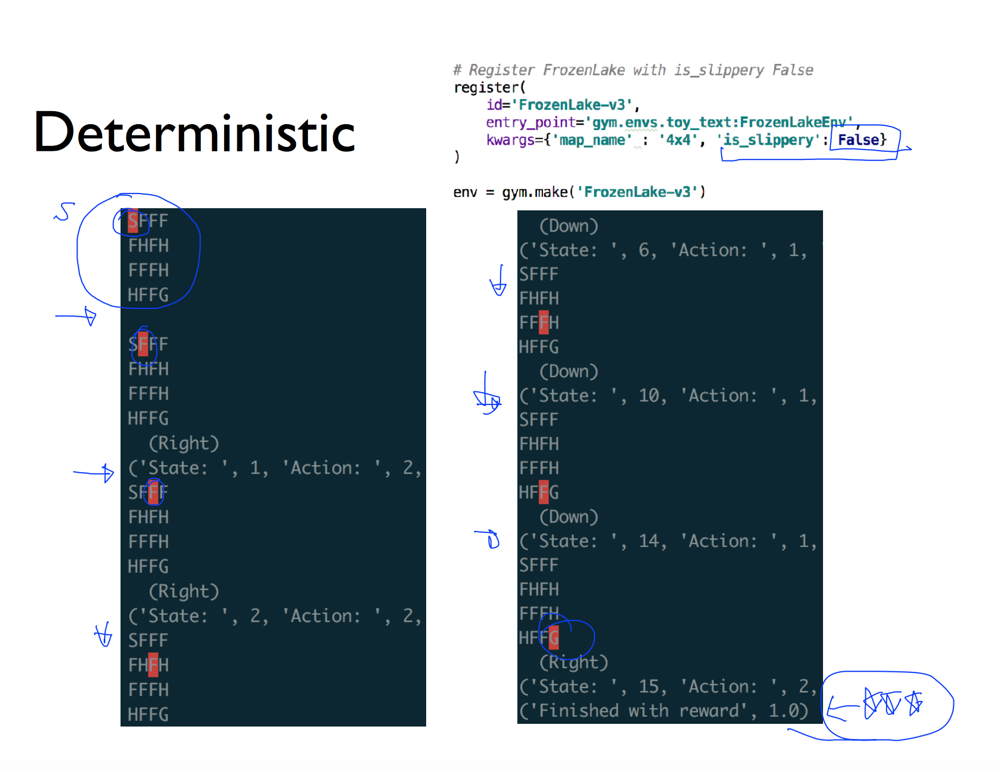 Deterministic
# Register FrozenLake with is_slippery False
register(
    id='FrozenLake-v3',
    entry_point='gym.envs.toy_text:FrozenLakeEnv',
    kwargs={'map_name' : '4x4', 'is_slippery': False}
)
env = gym.make('FrozenLake-v3')
S
SFFF
FHFH
FFFH
HFFG
SFFF
FHFH
FFFH
HFFG
  (Right)
('State: ', 1, 'Action: ', 2,
SFFF
FHFH
FFFH
HFFG
  (Right)
('State: ', 2, 'Action: ', 2,
SFFF
FHFH
FFFH
HFFG
  (Down)
('State: ', 6, 'Action: ', 1,
SFFF
FHFH
FFFH
HFFG
  (Down)
('State: ', 10, 'Action: ', 1,
SFFF
FHFH
FFFH
HFFG
  (Down)
('State: ', 14, 'Action: ', 1,
SFFF
FHFH
FFFH
HFFG
  (Right)
('State: ', 15, 'Action: ', 2,
('Finished with reward', 1.0)